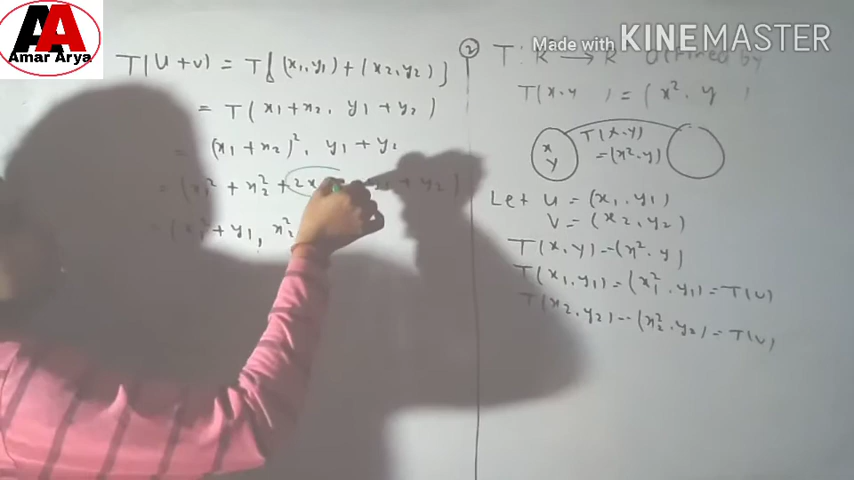 AA
Amar Arya
Made with KINEMASTER
T(u+v) = T[(x₁,y₁)+(x₂,y₂)]
= T(x₁+x₂, y₁+y₂)
= (x₁+x₂)², y₁+y₂
= (x₁²+x₂²+2x +y₂)
= (x₁²+y₁, x₂²
② T: R → R Defined by
T(x,y) = (x², y)
T(x,y)
= (x², y)
x
y
Let u = (x₁, y₁)
v = (x₂, y₂)
T(x,y) = (x², y)
T(x₁,y₁) = (x₁², y₁) = T(u)
T(x₂,y₂) = (x₂², y₂) = T(v)